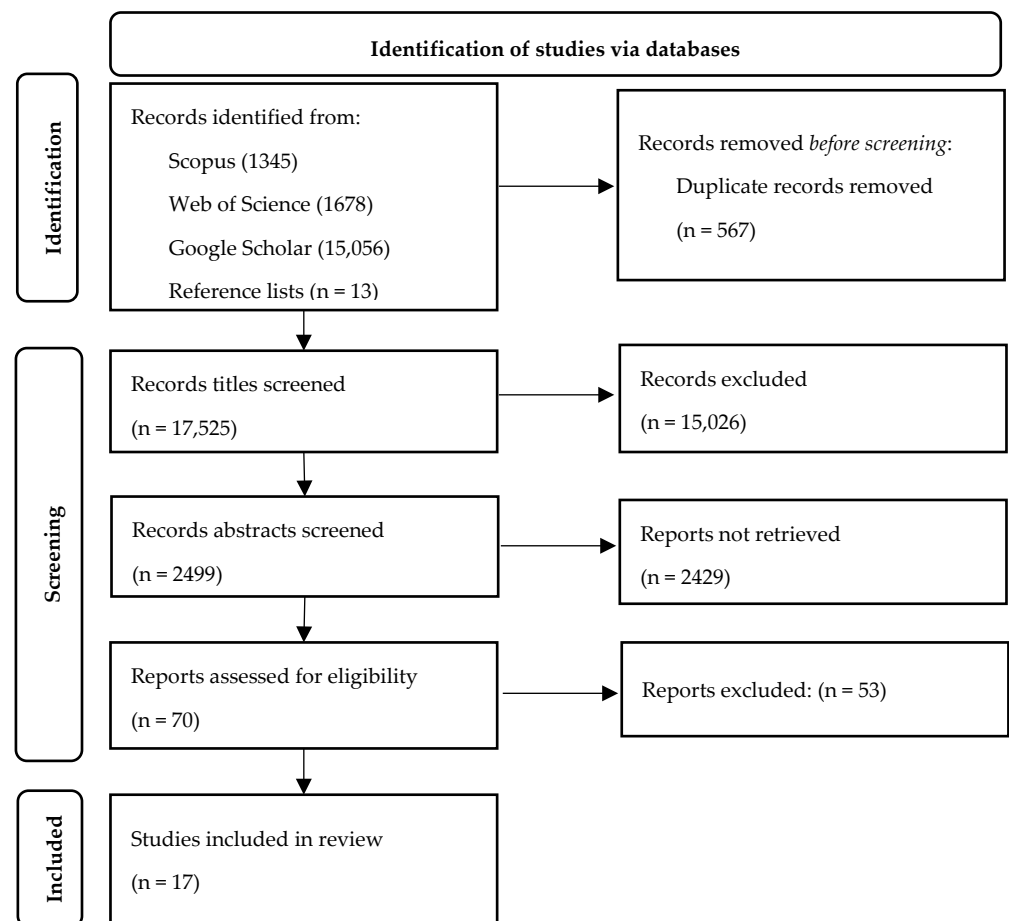 Identification of studies via databases
Identification
Records identified from:
Scopus (1345)
Web of Science (1678)
Google Scholar (15,056)
Reference lists (n = 13)
Records removed before screening:
Duplicate records removed
(n = 567)
Screening
Records titles screened
(n = 17,525)
Records excluded
(n = 15,026)
Records abstracts screened
(n = 2499)
Reports not retrieved
(n = 2429)
Reports assessed for eligibility
(n = 70)
Reports excluded: (n = 53)
Included
Studies included in review
(n = 17)